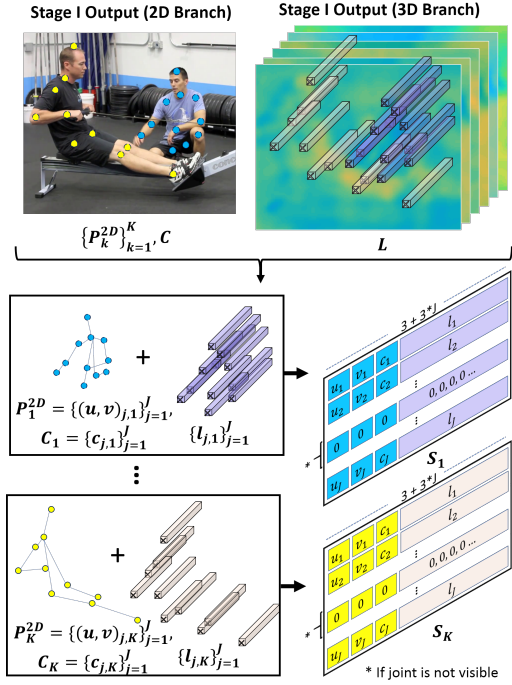 Stage I Output (2D Branch)
Stage I Output (3D Branch)
{P_k^{2D}}_{k=1}^K, C
L
P_1^{2D} = {(u, v)_{j,1}}_{j=1}^J,
C_1 = {c_{j,1}}_{j=1}^J
+
{l_{j,1}}_{j=1}^J
3 + 3*J
u_1 v_1 c_1 l_1
u_2 v_2 c_2 l_2
⋮
* 0 0 0 0, 0, 0, 0 ...
⋮
u_J v_J c_J l_J
S_1
⋮
P_K^{2D} = {(u, v)_{j,K}}_{j=1}^J,
C_K = {c_{j,K}}_{j=1}^J
+
{l_{j,K}}_{j=1}^J
3 + 3*J
u_1 v_1 c_1 l_1
u_2 v_2 c_2 l_2
⋮
* 0 0 0 0, 0, 0, 0 ...
⋮
u_J v_J c_J l_J
S_K
* If joint is not visible